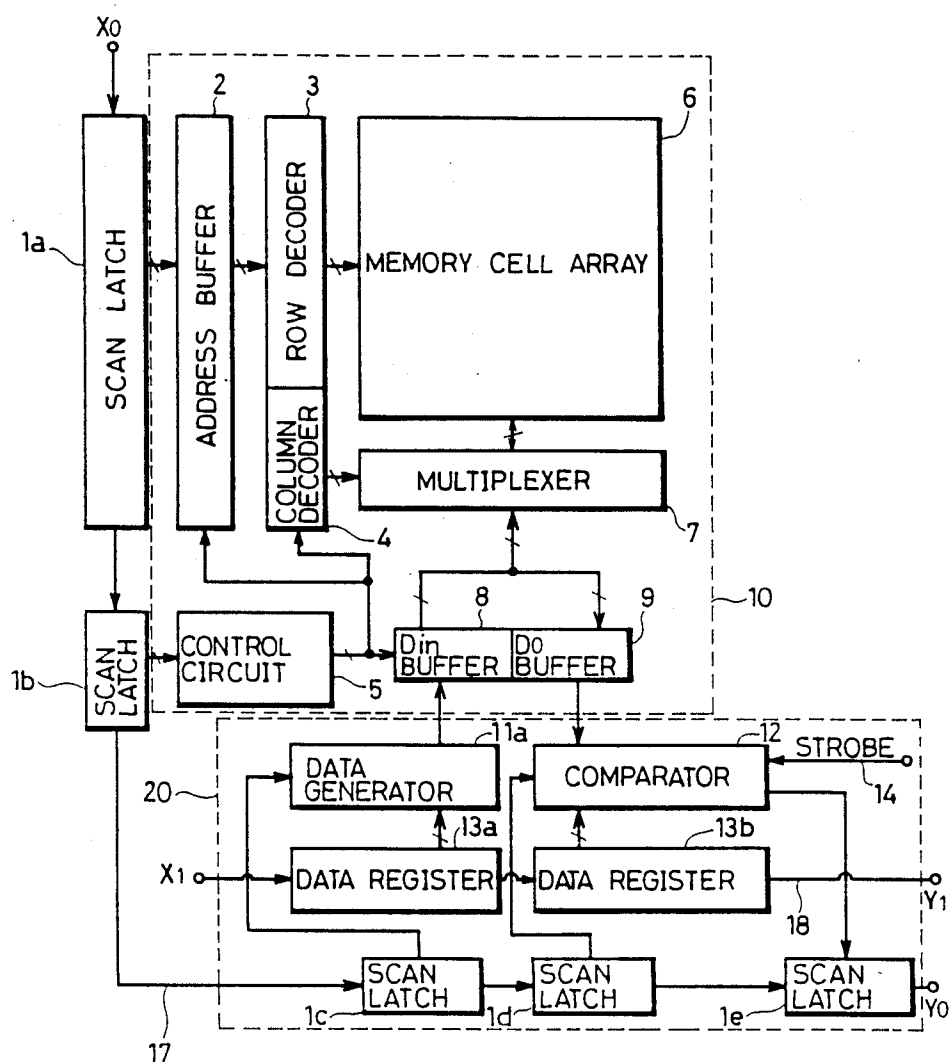 X0
2
3
6
1a
SCAN LATCH
ADDRESS BUFFER
ROW DECODER
MEMORY CELL ARRAY
COLUMN
DECODER
4
MULTIPLEXER
7
10
8
9
1b
SCAN
LATCH
CONTROL
CIRCUIT
5
Din
BUFFER
Do
BUFFER
11a
12
STROBE
14
20
DATA
GENERATOR
COMPARATOR
13a
13b
X1
DATA REGISTER
DATA REGISTER
18
Y1
SCAN
LATCH
1c
SCAN
LATCH
1d
SCAN
LATCH
1e
Y0
17